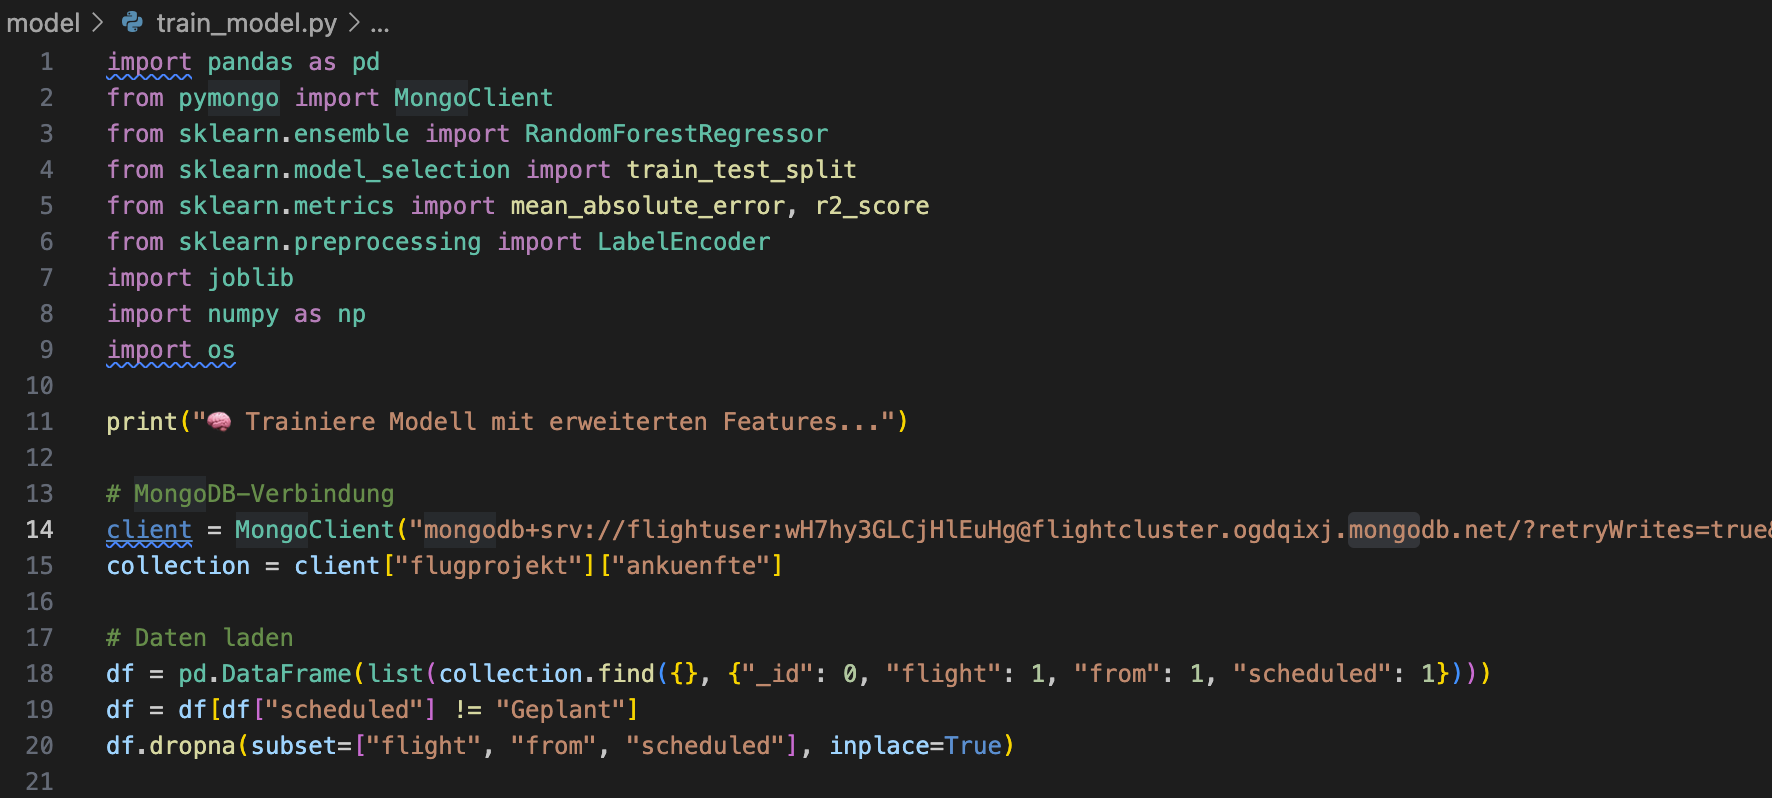 model > train_model.py > ...
1 import pandas as pd
2 from pymongo import MongoClient
3 from sklearn.ensemble import RandomForestRegressor
4 from sklearn.model_selection import train_test_split
5 from sklearn.metrics import mean_absolute_error, r2_score
6 from sklearn.preprocessing import LabelEncoder
7 import joblib
8 import numpy as np
9 import os
10
11 print("🧠 Trainiere Modell mit erweiterten Features...")
12
13 # MongoDB-Verbindung
14 client = MongoClient("mongodb+srv://flightuser:wH7hy3GLCjHlEuHg@flightcluster.ogdqixj.mongodb.net/?retryWrites=true&
15 collection = client["flugprojekt"]["ankuenfte"]
16
17 # Daten laden
18 df = pd.DataFrame(list(collection.find({}, {"_id": 0, "flight": 1, "from": 1, "scheduled": 1})))
19 df = df[df["scheduled"] != "Geplant"]
20 df.dropna(subset=["flight", "from", "scheduled"], inplace=True)
21